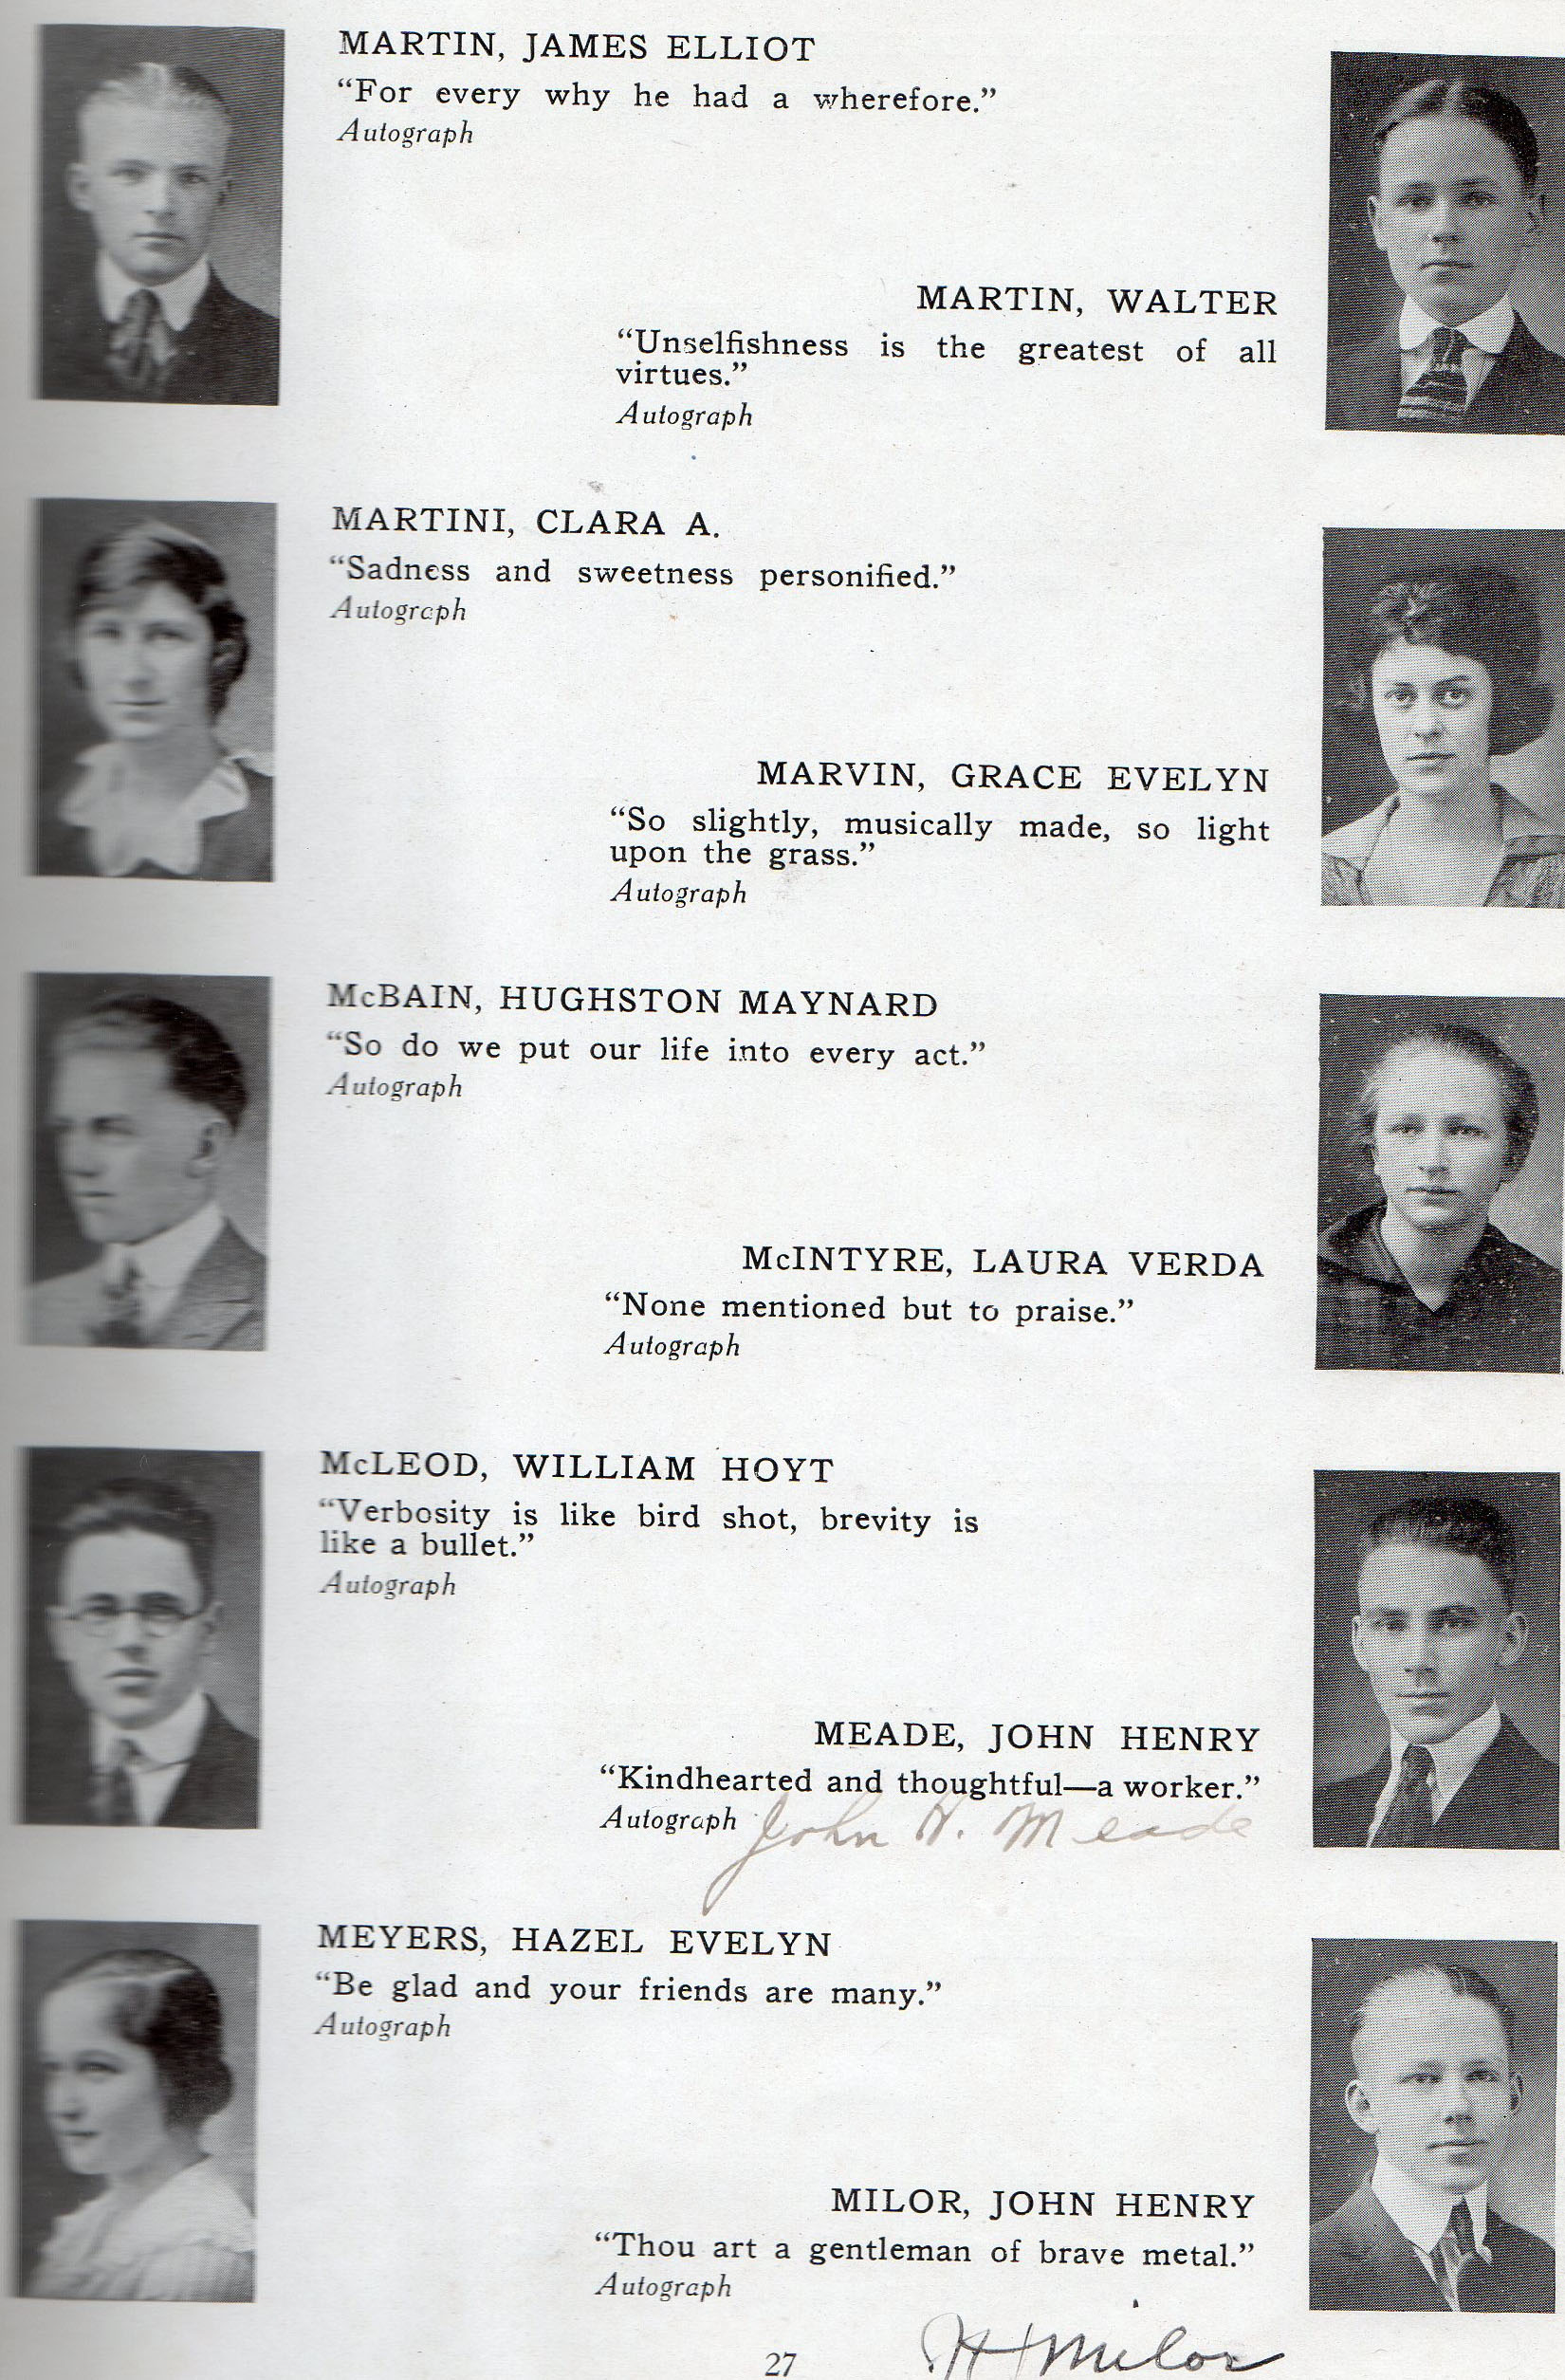 MARTIN, JAMES ELLIOT
“For every why he had a wherefore.”
Autograph
MARTIN, WALTER
“Unselfishness is the greatest of all
virtues.”
Autograph
MARTINI, CLARA A.
“Sadness and sweetness personified.”
Autograph
MARVIN, GRACE EVELYN
“So slightly, musically made, so light
upon the grass.”
Autograph
McBAIN, HUGHSTON MAYNARD
“So do we put our life into every act.”
Autograph
McINTYRE, LAURA VERDA
“None mentioned but to praise.”
Autograph
McLEOD, WILLIAM HOYT
“Verbosity is like bird shot, brevity is
like a bullet.”
Autograph
MEADE, JOHN HENRY
“Kindhearted and thoughtful—a worker.”
Autograph John H. Meade
MEYERS, HAZEL EVELYN
“Be glad and your friends are many.”
Autograph
MILOR, JOHN HENRY
“Thou art a gentleman of brave metal.”
Autograph
Milor
27